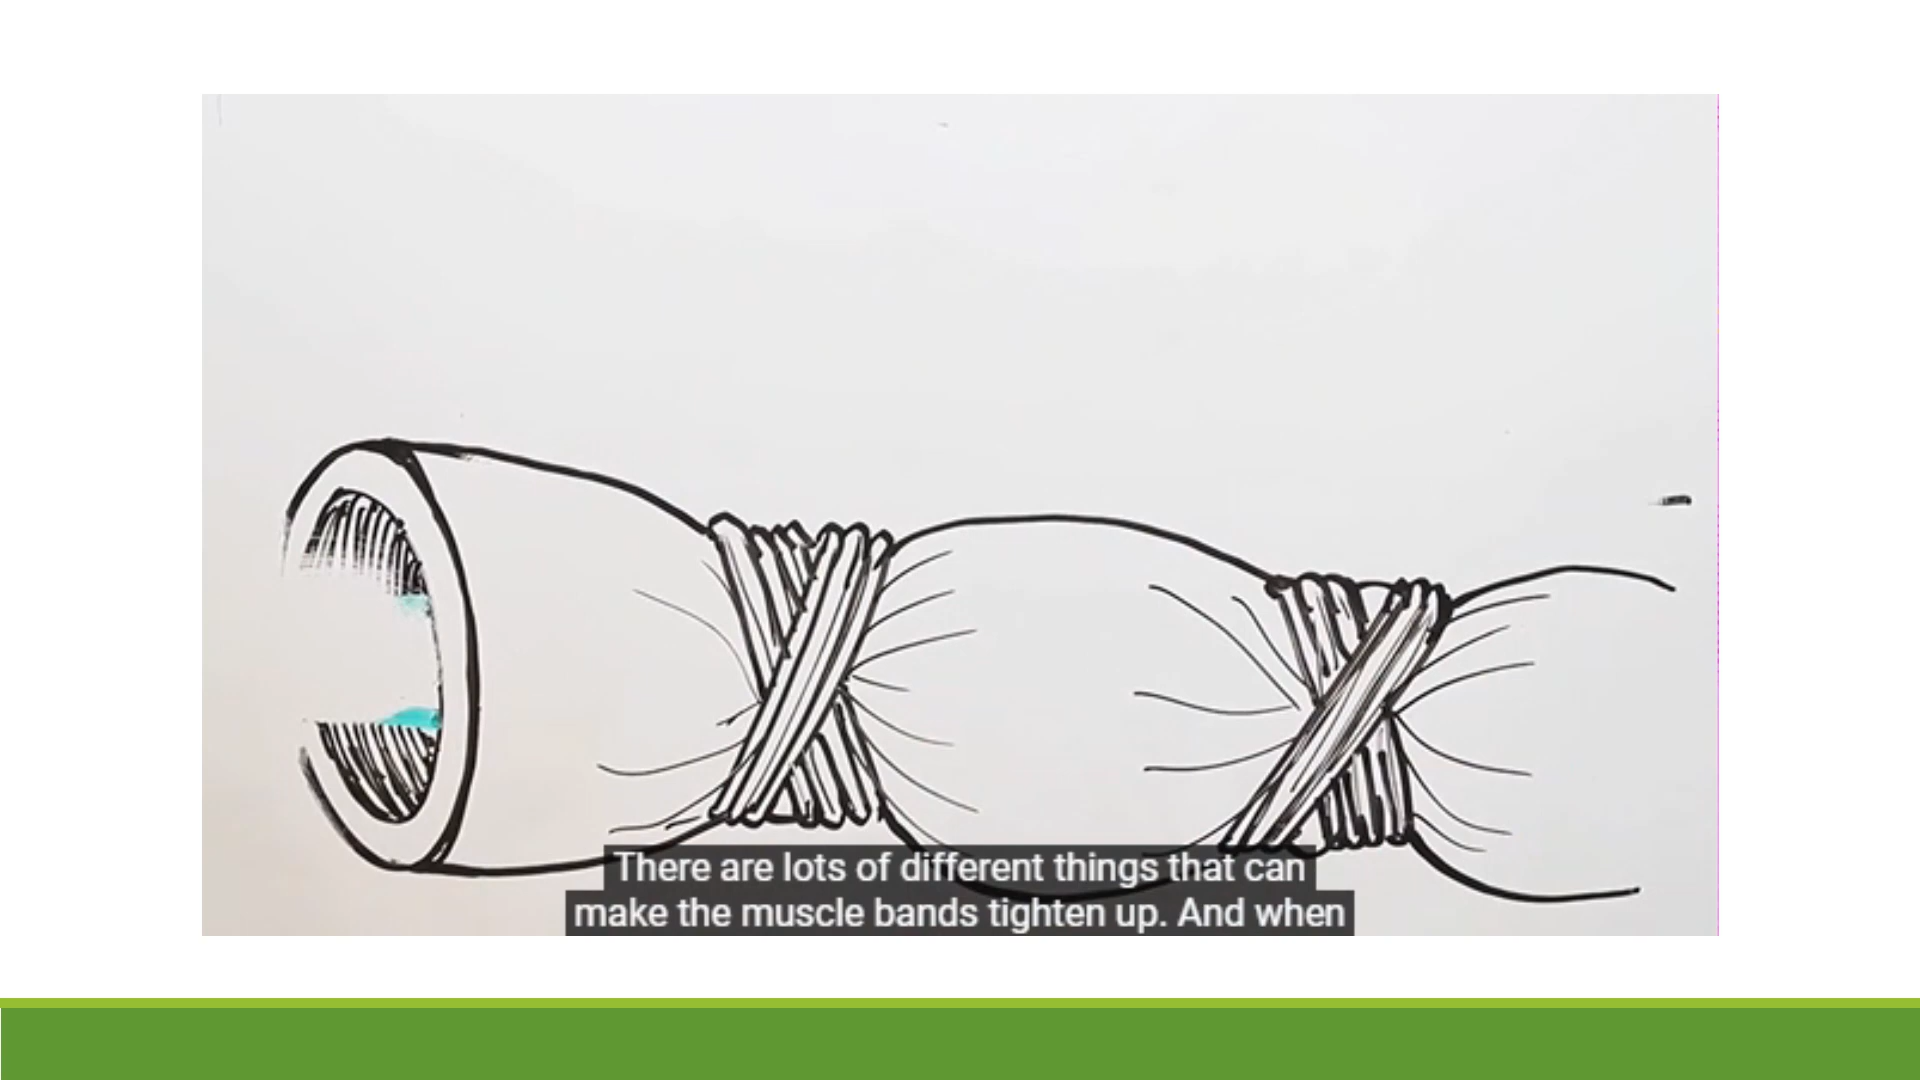 There are lots of different things that can
make the muscle bands tighten up. And when